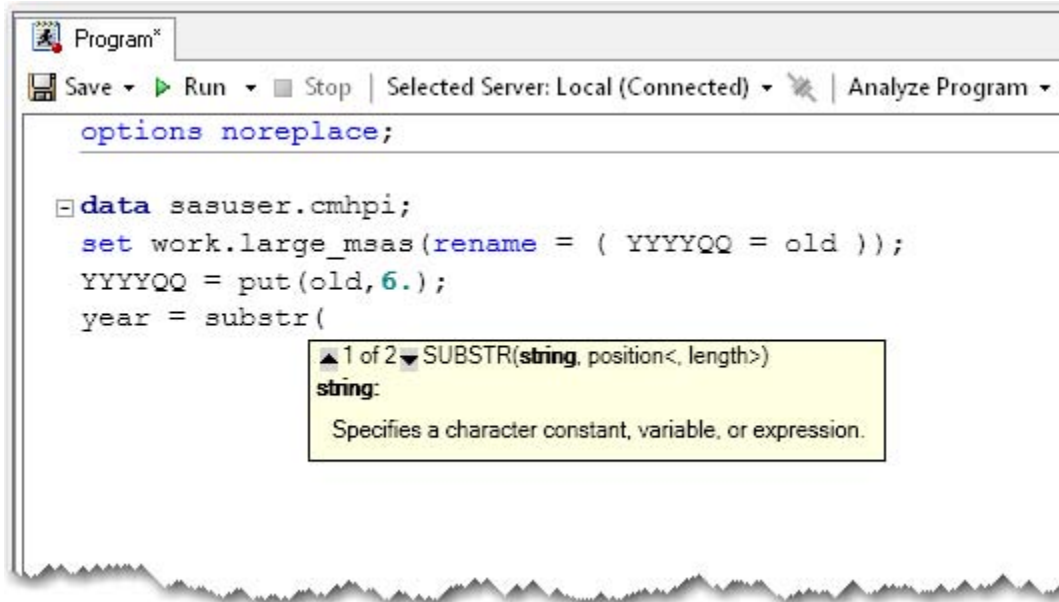 Program*
Save Run Stop | Selected Server: Local (Connected) | Analyze Program
options noreplace;
data sasuser.cmhpi;
set work.large_msas(rename = ( YYYYQQ = old ));
YYYYQQ = put(old,6.);
year = substr(
1 of 2 SUBSTR(string, position<, length>)
string:
Specifies a character constant, variable, or expression.